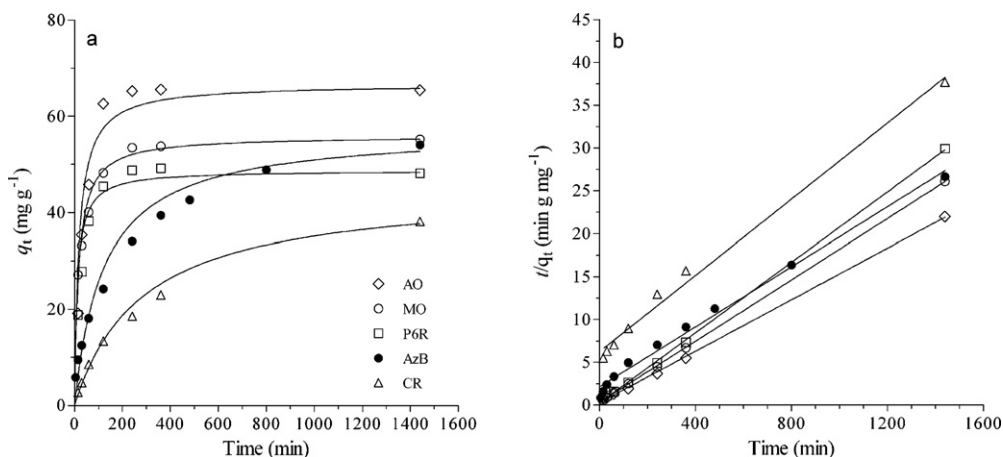 a
80
60
40
20
0
qt (mg g-1)
AO
MO
P6R
AzB
CR
0 200 400 600 800 1000 1200 1400 1600
Time (min)
b
45
40
35
30
25
20
15
10
5
0
t/qt (min g mg-1)
0 400 800 1200 1600
Time (min)